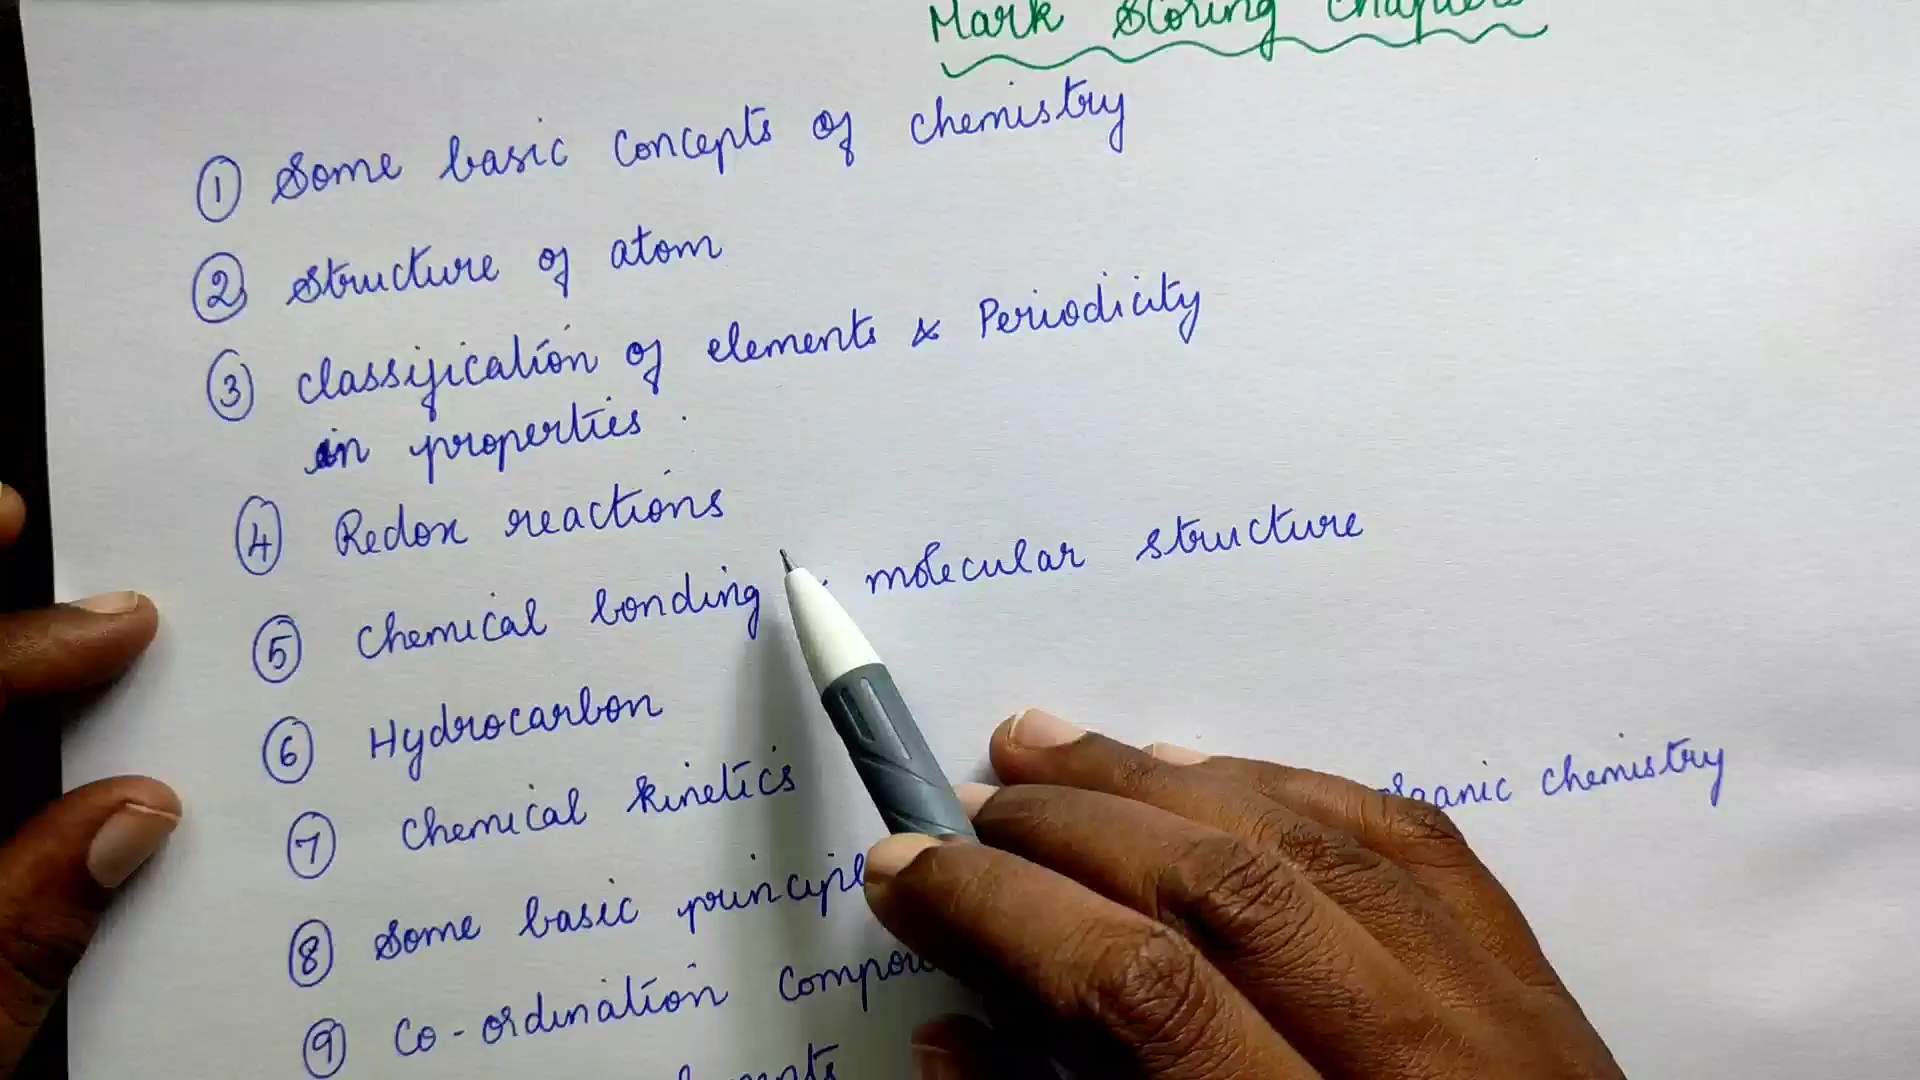 Mark Scoring Chapters
① Some basic concepts of chemistry
② Structure of atom
③ classification of elements & Periodicity
in properties.
④ Redox reactions
⑤ Chemical bonding molecular structure
⑥ Hydrocarbon
⑦ Chemical kinetics
⑧ Some basic organic chemistry
⑨ Co-ordination